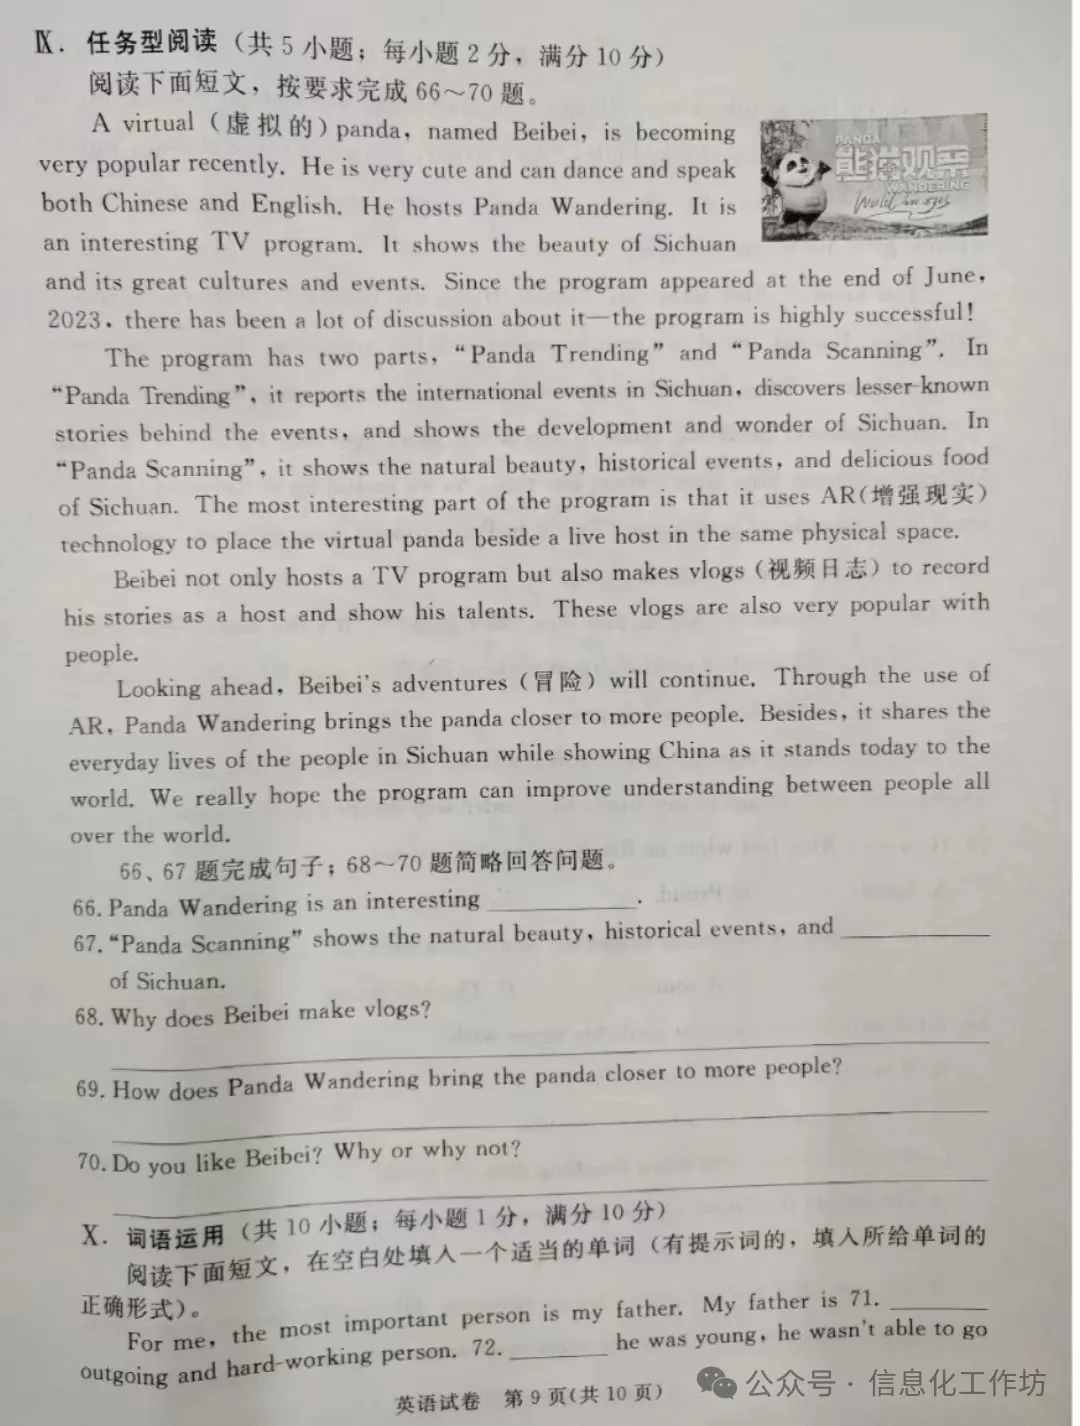 Ⅸ. 任务型阅读（共 5 小题；每小题 2 分，满分 10 分）
阅读下面短文，按要求完成 66～70 题。
A virtual（虚拟的）panda, named Beibei, is becoming
very popular recently. He is very cute and can dance and speak
both Chinese and English. He hosts Panda Wandering. It is
an interesting TV program. It shows the beauty of Sichuan
and its great cultures and events. Since the program appeared at the end of June,
2023, there has been a lot of discussion about it—the program is highly successful!
PANDA
熊猫观察
WANDERING
The program has two parts, “Panda Trending” and “Panda Scanning”. In
“Panda Trending”, it reports the international events in Sichuan, discovers lesser-known
stories behind the events, and shows the development and wonder of Sichuan. In
“Panda Scanning”, it shows the natural beauty, historical events, and delicious food
of Sichuan. The most interesting part of the program is that it uses AR(增强现实)
technology to place the virtual panda beside a live host in the same physical space.
Beibei not only hosts a TV program but also makes vlogs（视频日志）to record
his stories as a host and show his talents. These vlogs are also very popular with
people.
Looking ahead, Beibei's adventures（冒险）will continue. Through the use of
AR, Panda Wandering brings the panda closer to more people. Besides, it shares the
everyday lives of the people in Sichuan while showing China as it stands today to the
world. We really hope the program can improve understanding between people all
over the world.
66、67 题完成句子；68～70 题简略回答问题。
66. Panda Wandering is an interesting ____________.
67. “Panda Scanning” shows the natural beauty, historical events, and ____________
of Sichuan.
68. Why does Beibei make vlogs?
69. How does Panda Wandering bring the panda closer to more people?
70. Do you like Beibei? Why or why not?
Ⅹ. 词语运用（共 10 小题；每小题 1 分，满分 10 分）
阅读下面短文，在空白处填入一个适当的单词（有提示词的，填入所给单词的
正确形式）。
For me, the most important person is my father. My father is 71. ________
outgoing and hard-working person. 72. ________ he was young, he wasn't able to go
英语试卷 第 9 页(共 10 页)
公众号 · 信息化工作坊